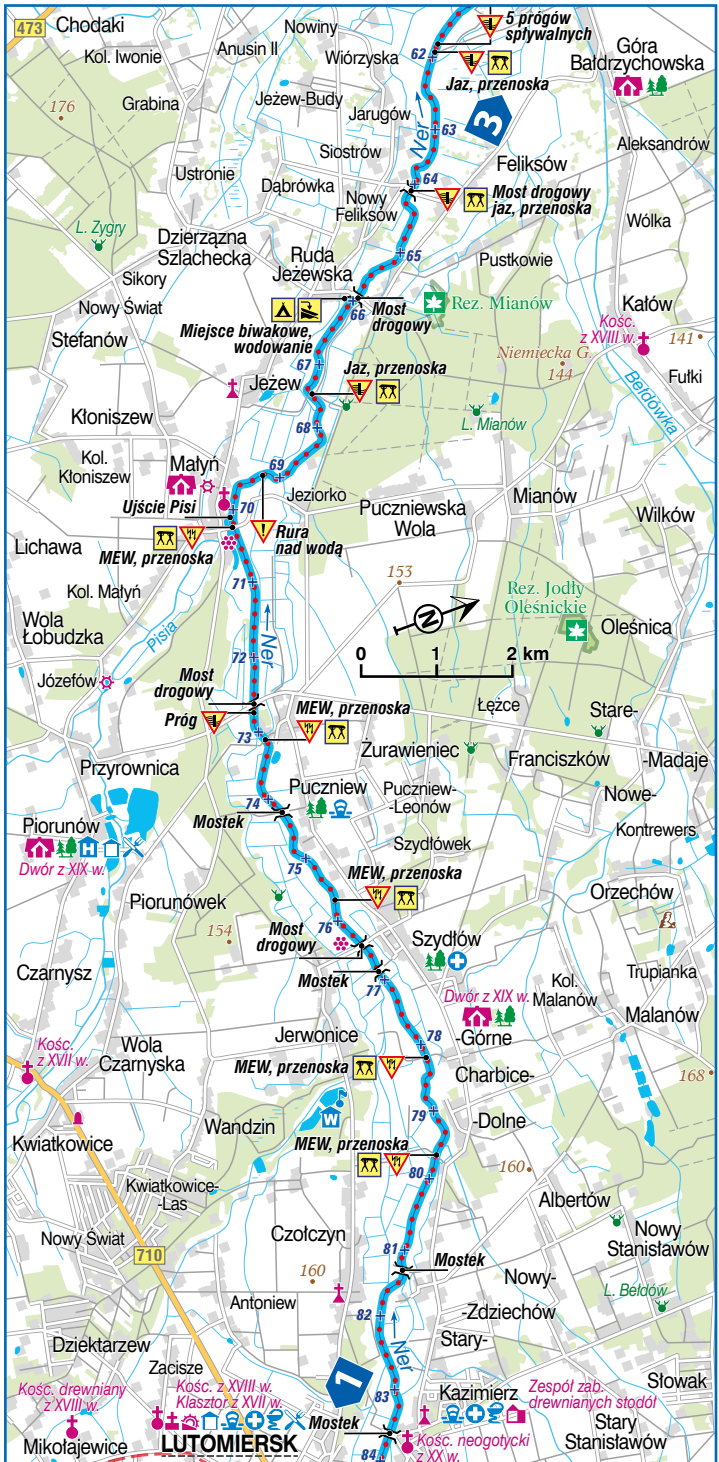 473
Chodaki
Kol. Iwonie
Anusin II
Nowiny
Wiórzyska
5 progów
spływalnych
62
Jaz, przenoska
Góra
Bałdrzychowska
Grabina
176
Jeżew-Budy
Jarugów
Ner
63
3
Siostrów
Aleksandrów
Ustronie
Dąbrówka
Nowy
Feliksów
64
Feliksów
Most drogowy
jaz, przenoska
Wólka
L. Zygry
Dzierzązna
Szlachecka
Sikory
Ruda
Jeżewska
65
Pustkowie
Nowy Świat
66
Most
drogowy
Rez. Mianów
Kałów
Kośc.
z XVIII w.
141
Stefanów
Miejsce biwakowe,
wodowanie
67
Niemiecka G.
144
Fułki
Bełdówka
Jaz, przenoska
Jeżew
Kłoniszew
68
L. Mianów
Kol.
Kłoniszew
Małyń
69
Jeziorko
Puczniewska
Wola
Mianów
Ujście Pisi
70
Rura
nad wodą
Wilków
Lichawa
MEW, przenoska
Kol. Małyń
71
153
Rez. Jodły
Oleśnickie
Oleśnica
Wola
Łobudzka
Pisia
Ner
N
72
0
1
2 km
Józefów
Most
drogowy
Próg
73
MEW, przenoska
Łężce
Stare-
Żurawieniec
Franciszków
-Madaje
Przyrownica
Puczniew
Puczniew-
-Leonów
Nowe-
74
Mostek
Kontrewers
Piorunów
H
Dwór z XIX w.
Szydłówek
75
MEW, przenoska
Orzechów
Piorunówek
154
76
Most
drogowy
Szydłów
Trupianka
Mostek
77
Czarnysz
Dwór z XIX w.
Kol.
Malanów
Malanów
Kośc.
z XVII w.
Wola
Czarnyska
Jerwonice
78
-Górne
MEW, przenoska
Charbice-
168
79
-Dolne
Wandzin
W
Kwiatkowice
MEW, przenoska
80
160
Kwiatkowice-
-Las
Albertów
Nowy Świat
Czołczyn
81
Mostek
Nowy
Stanisławów
710
160
Nowy-
L. Bełdów
Antoniew
82
-Zdziechów
Ner
Stary-
Dziektarzew
1
Zacisze
83
Kazimierz
Słowak
Kośc. drewniany
z XVIII w.
Kośc. z XVIII w.
Klasztor z XVII w.
Zespół zab.
drewnianych stodół
Mostek
Stary
Stanisławów
Mikołajewice
LUTOMIERSK
84
Kośc. neogotycki
z XX w.